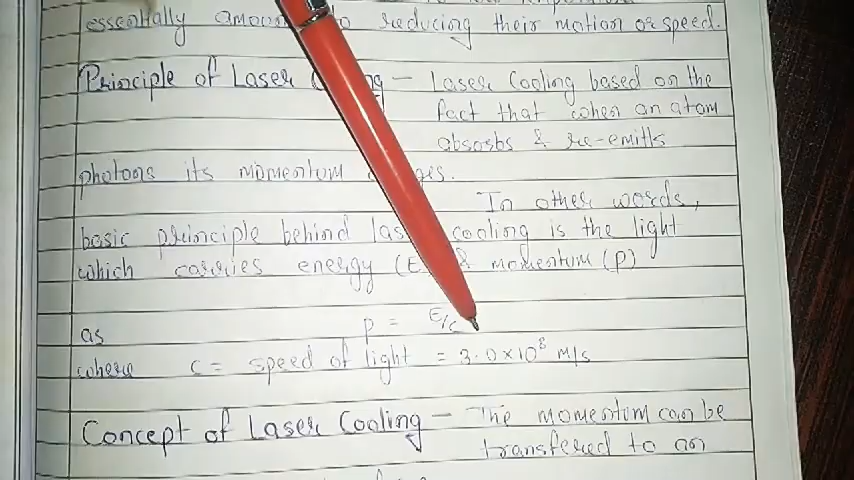 essentially to reducing their motion or speed.
Principle of Laser – Laser Cooling based on the
fact that when an atom
absorbs & re-emitts
photons its momentum
In other words,
basic principle behind cooling is the light
which carries energy (E & momentum (p)
as p = E/c
where c = speed of light = 3.0×10⁸ m/s
Concept of Laser Cooling – The momentum can be
transfered to an